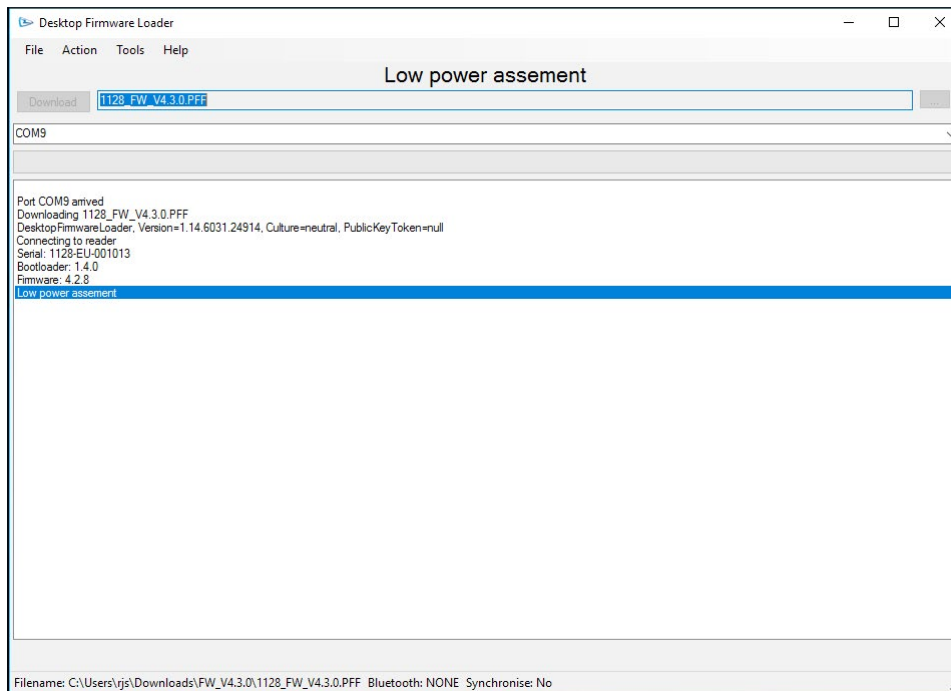 Desktop Firmware Loader
File Action Tools Help
Low power assement
Download 1128_FW_V4.3.0.PFF ...
COM9
Port COM9 arrived
Downloading 1128_FW_V4.3.0.PFF
DesktopFirmwareLoader, Version=1.14.6031.24914, Culture=neutral, PublicKeyToken=null
Connecting to reader
Serial: 1128-EU-001013
Bootloader: 1.4.0
Firmware: 4.2.8
Low power assement
Filename: C:\Users\rjs\Downloads\FW_V4.3.0\1128_FW_V4.3.0.PFF Bluetooth: NONE Synchronise: No